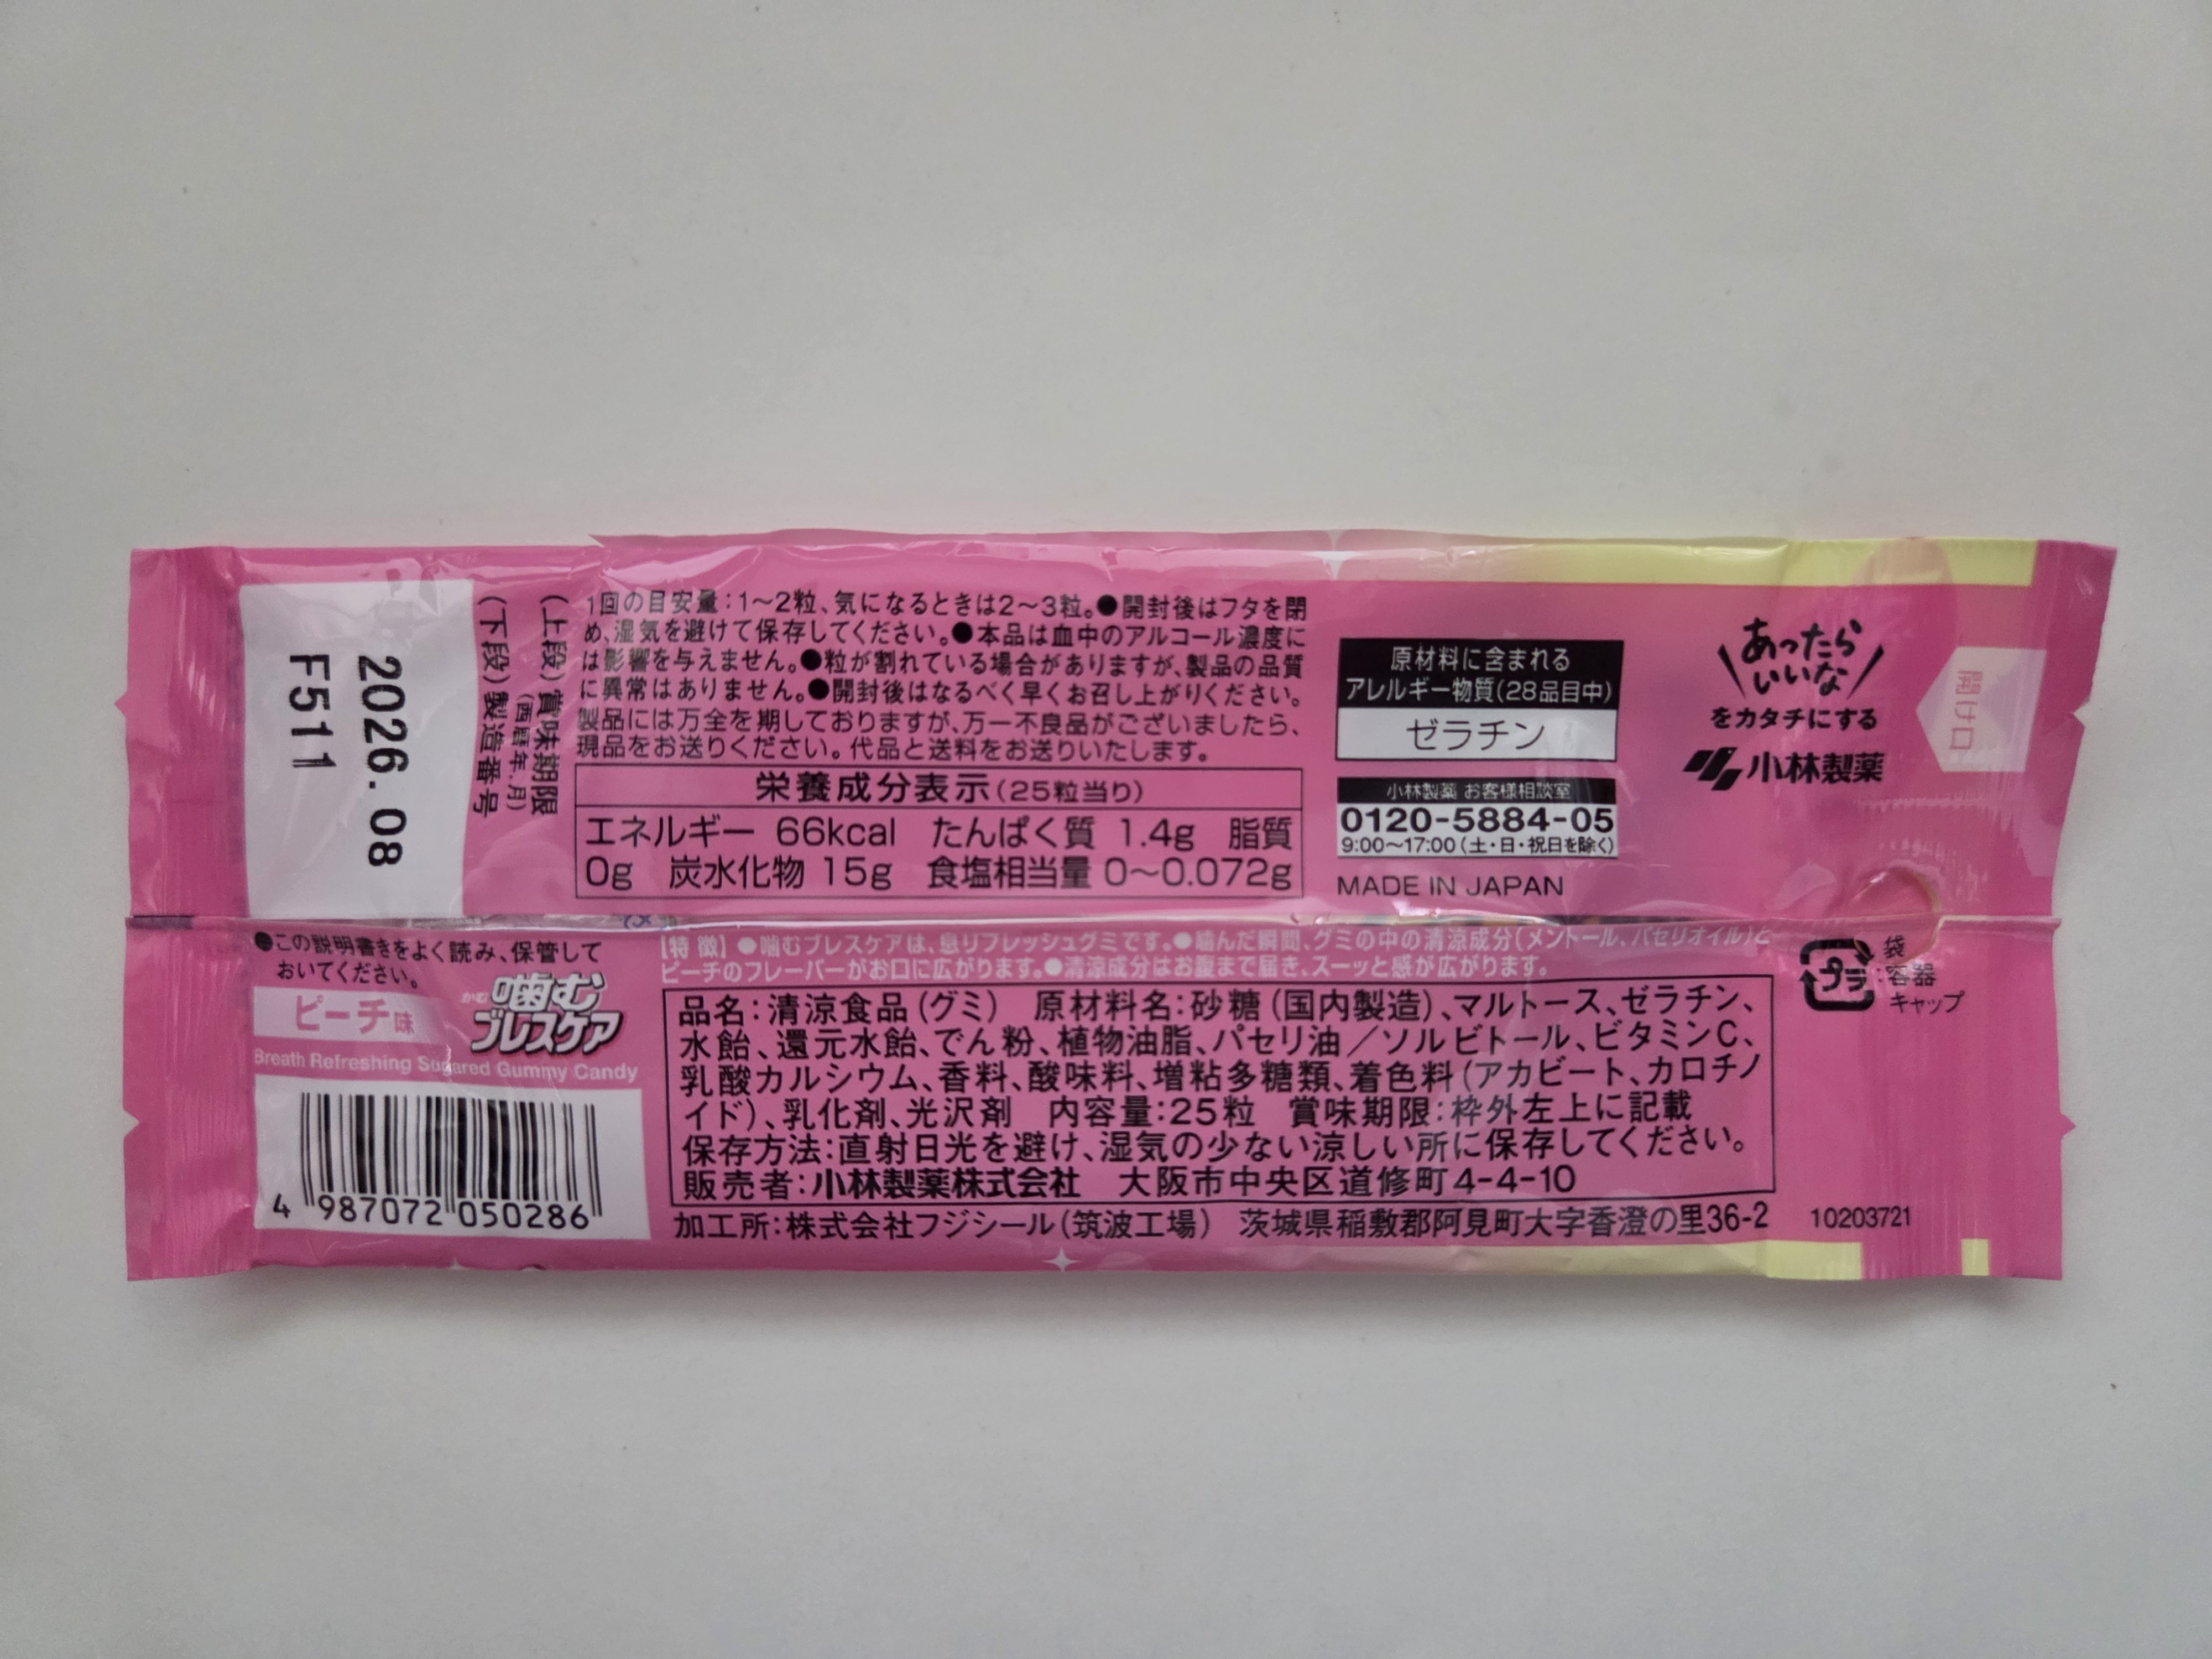 2026.08
F511
(上段)賞味期限
(西暦年.月)
(下段)製造番号
1回の目安量:1〜2粒、気になるときは2〜3粒。●開封後はフタを閉
め、湿気を避けて保存してください。●本品は血中のアルコール濃度に
は影響を与えません。●粒が割れている場合がありますが、製品の品質
に異常はありません。●開封後はなるべく早くお召し上がりください。
製品には万全を期しておりますが、万一不良品がございましたら、
現品をお送りください。代品と送料をお送りいたします。
栄養成分表示(25粒当り)
エネルギー 66kcal たんぱく質 1.4g 脂質
0g 炭水化物 15g 食塩相当量 0〜0.072g
原材料に含まれる
アレルギー物質(28品目中)
ゼラチン
小林製薬 お客様相談室
0120-5884-05
9:00〜17:00(土・日・祝日を除く)
MADE IN JAPAN
あったら
いいな
をカタチにする
小林製薬
開け口
●この説明書きをよく読み、保管して
おいてください。
ピーチ味
かむ
噛む
ブレスケア
Breath Refreshing Sugared Gummy Candy
4 987072 050286
【特 徴】●噛むブレスケアは、息リフレッシュグミです。●噛んだ瞬間、グミの中の清涼成分(メントール、パセリオイル)と
ピーチのフレーバーがお口に広がります。●清涼成分はお腹まで届き、スーッと感が広がります。
品名:清涼食品(グミ) 原材料名:砂糖(国内製造)、マルトース、ゼラチン、
水飴、還元水飴、でん粉、植物油脂、パセリ油/ソルビトール、ビタミンC、
乳酸カルシウム、香料、酸味料、増粘多糖類、着色料(アカビート、カロチノ
イド)、乳化剤、光沢剤 内容量:25粒 賞味期限:枠外左上に記載
保存方法:直射日光を避け、湿気の少ない涼しい所に保存してください。
販売者:小林製薬株式会社 大阪市中央区道修町4-4-10
加工所:株式会社フジシール(筑波工場) 茨城県稲敷郡阿見町大字香澄の里36-2
10203721
プラ
袋
:容器
キャップ